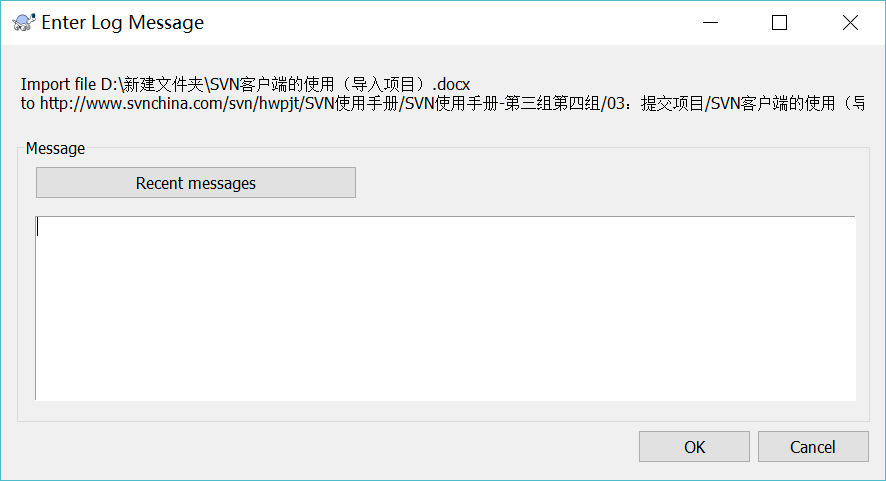 Enter Log Message
Import file D:\新建文件夹\SVN客户端的使用（导入项目）.docx
to http://www.svnchina.com/svn/hwpjt/SVN使用手册/SVN使用手册-第三组第四组/03：提交项目/SVN客户端的使用（导
Message
Recent messages
OK
Cancel